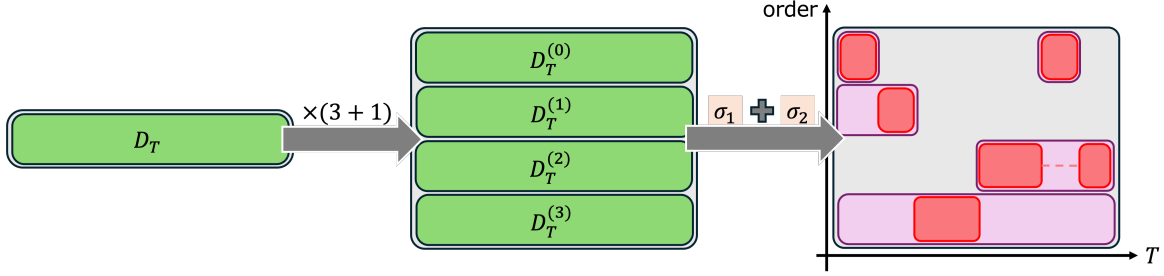 order
D_T^{(0)}
×(3 + 1)
D_T^{(1)}
σ_1 + σ_2
D_T
D_T^{(2)}
D_T^{(3)}
T